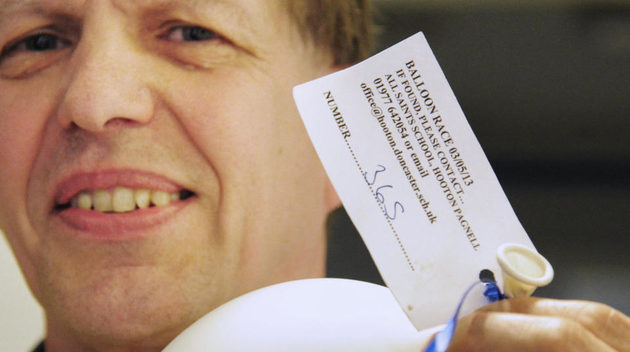 BALLOON RACE 03/05/13
IF FOUND, PLEASE CONTACT...
ALL SAINTS SCHOOL, HOOTON PAGNELL
01977 642054 or email
office@hooton.doncaster.sch.uk
NUMBER.....365.....